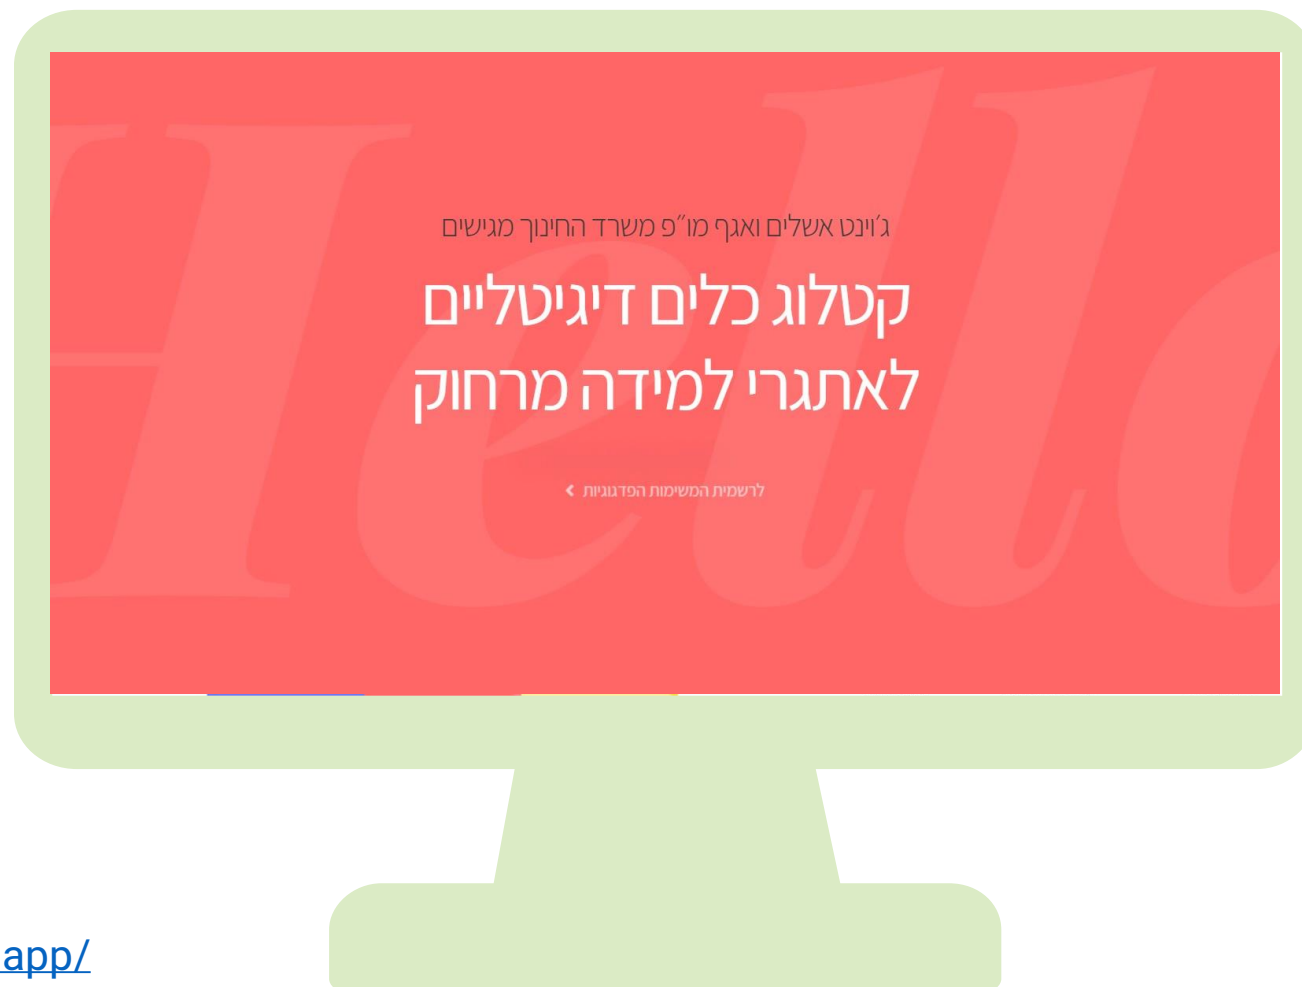 Hello
ג׳וינט אשלים ואגף מו״פ משרד החינוך מגישים
קטלוג כלים דיגיטליים
לאתגרי למידה מרחוק
לרשמית המשימות הפדגוגיות
app/